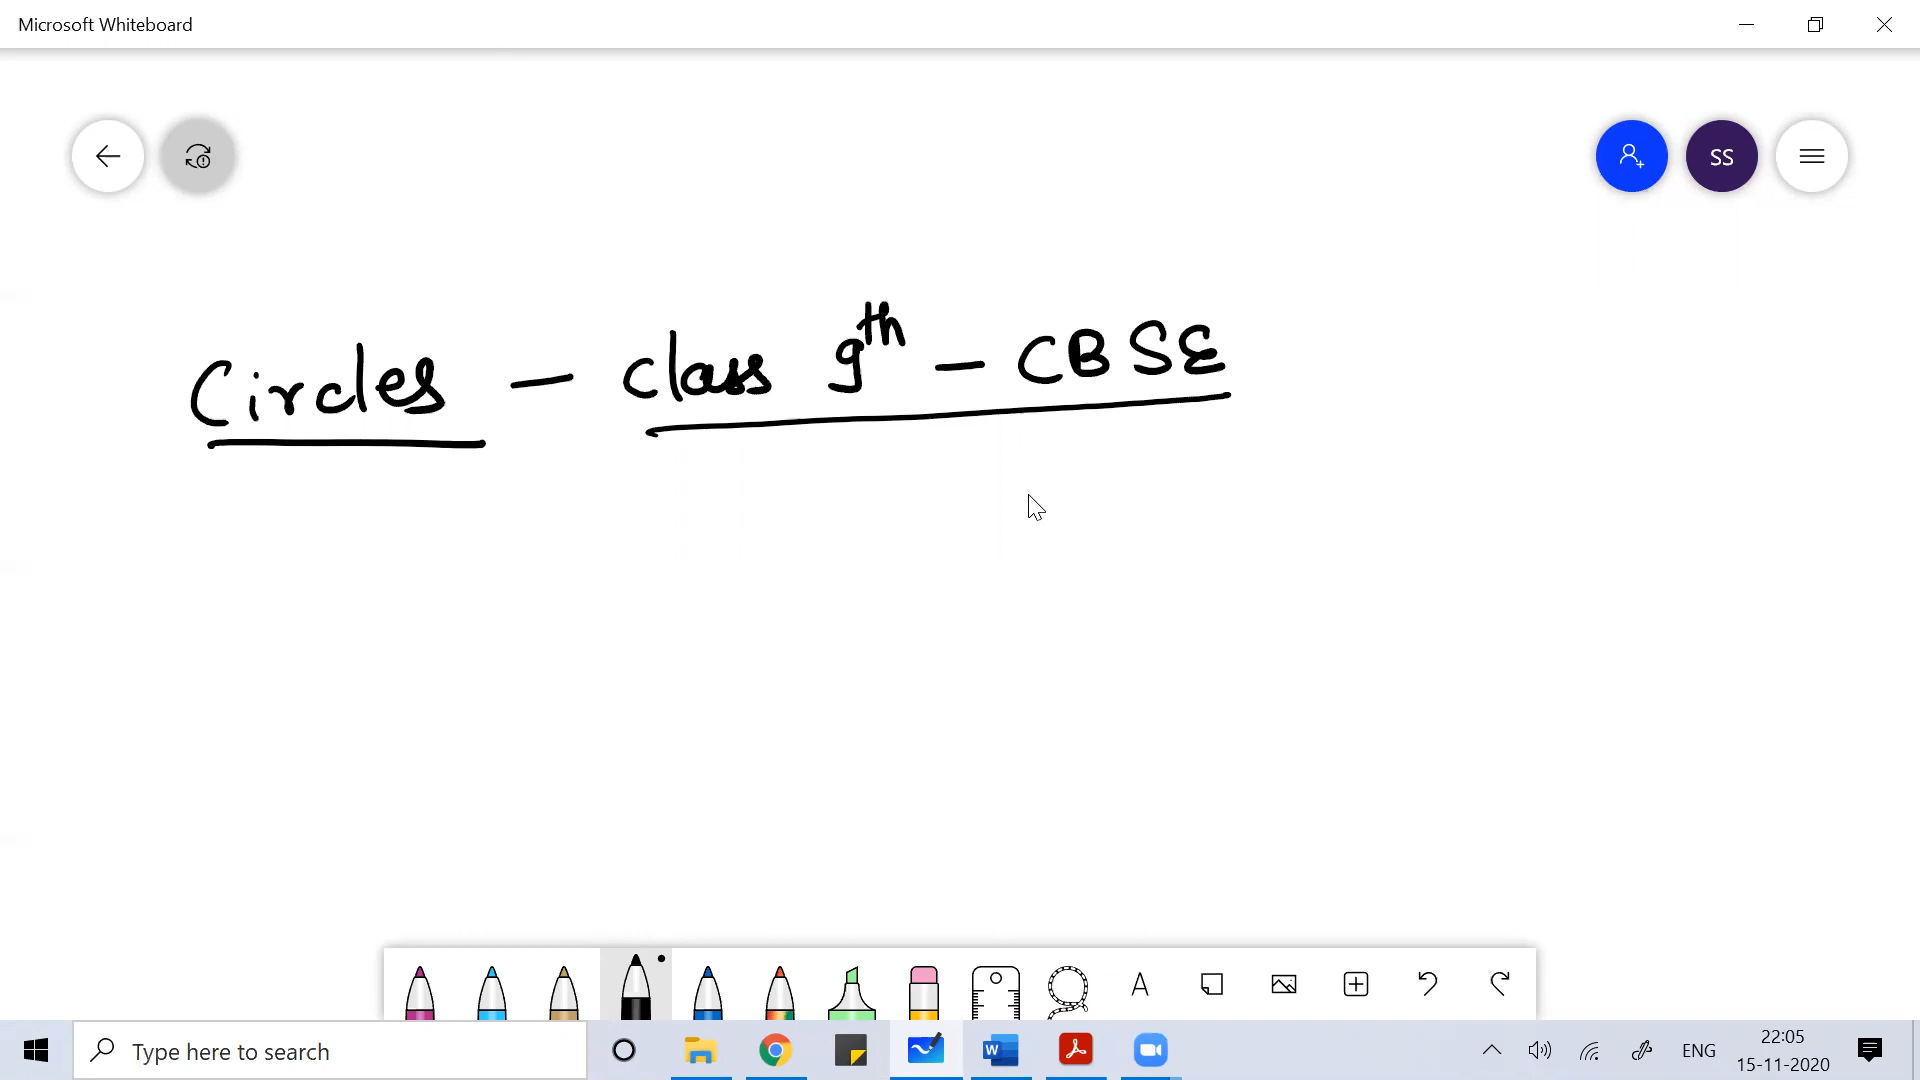 Microsoft Whiteboard
SS
Circles - class 9th - CBSE
A
Type here to search
ENG
22:05
15-11-2020